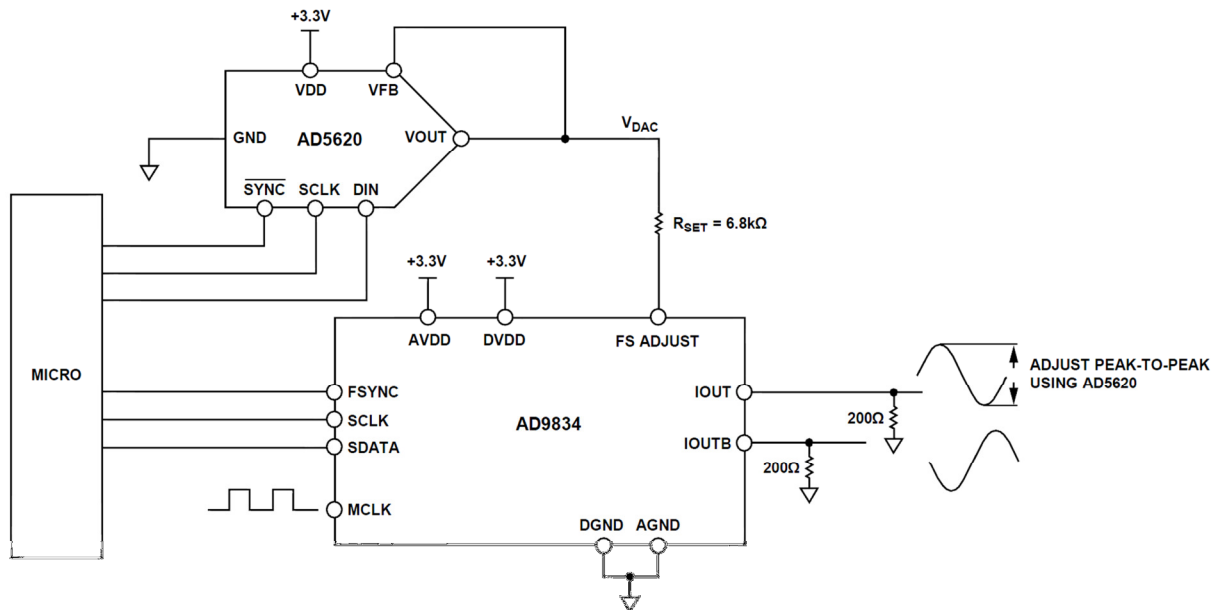 +3.3V
VDD
VFB
GND
AD5620
VOUT
VDAC
SYNC
SCLK
DIN
RSET = 6.8kΩ
+3.3V
+3.3V
AVDD
DVDD
FS ADJUST
MICRO
ADJUST PEAK-TO-PEAK
USING AD5620
FSYNC
IOUT
SCLK
AD9834
200Ω
SDATA
IOUTB
200Ω
MCLK
DGND
AGND